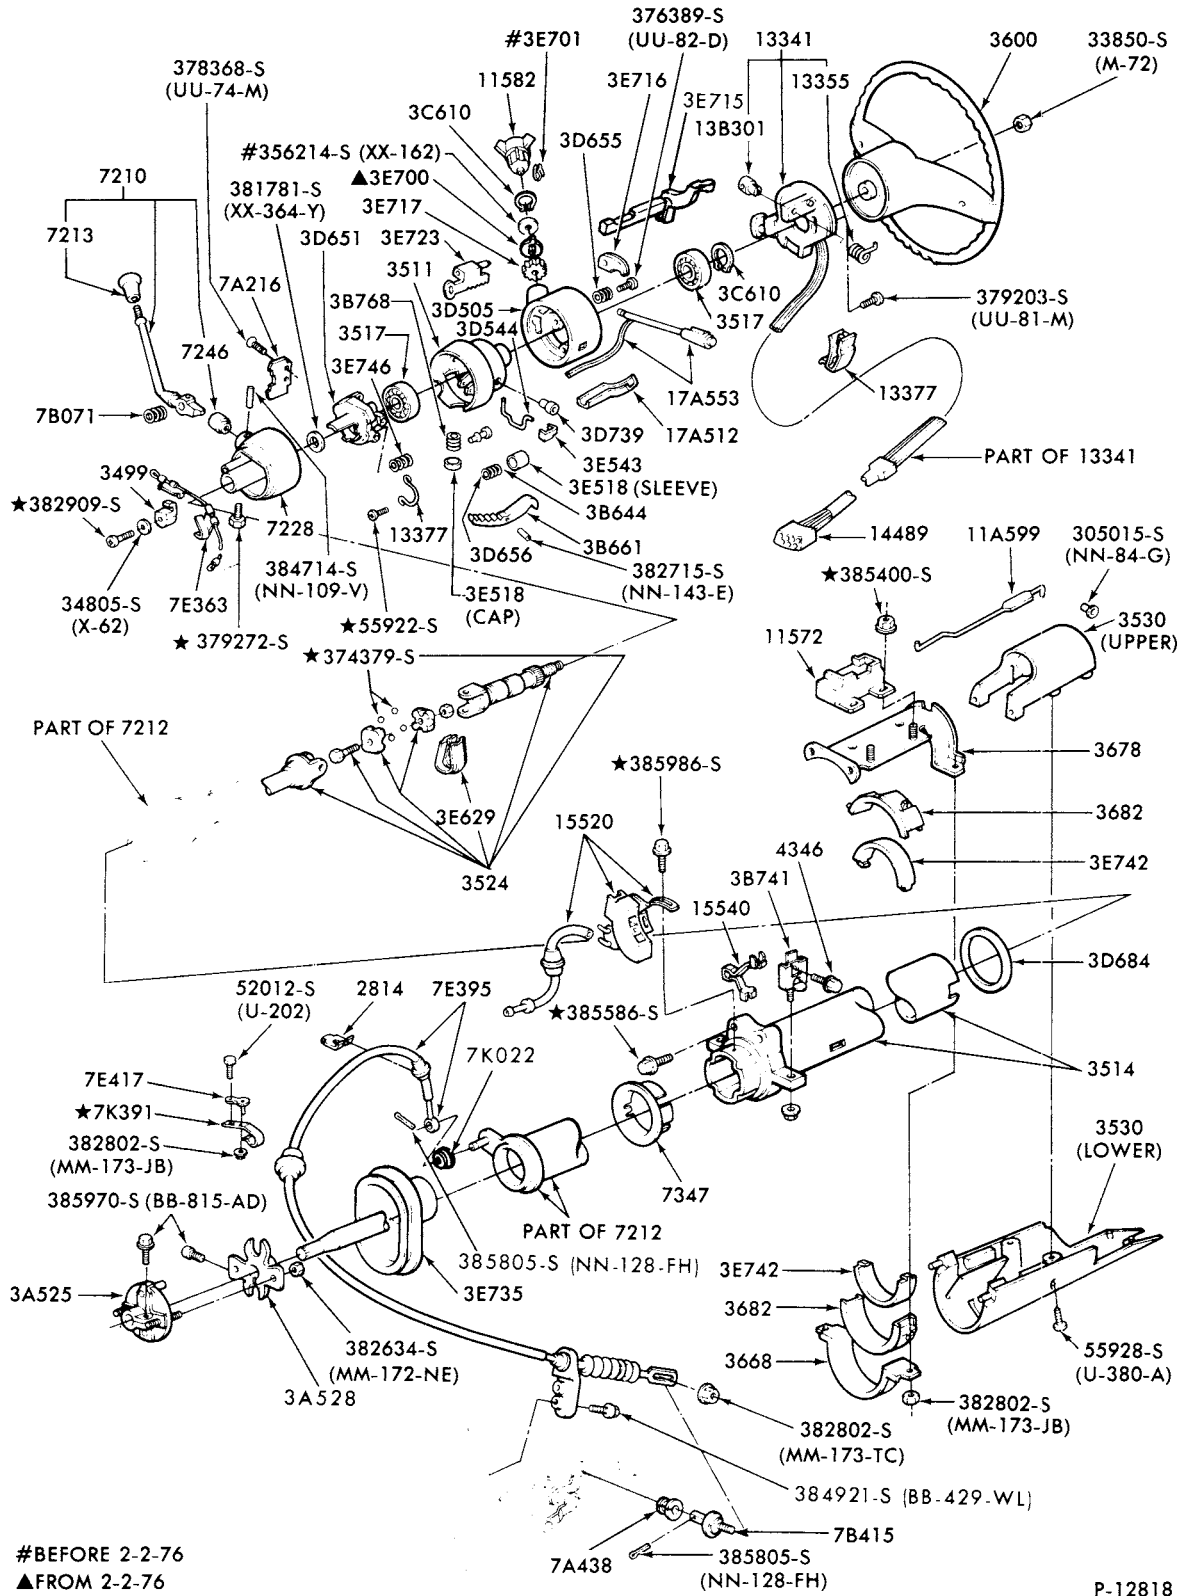 376389-S
(UU-82-D)
#3E701
13341
3600
33850-S
(M-72)
378368-S
(UU-74-M)
11582
3E716
13355
3E715
13B301
3C610
3D655
#356214-S (XX-162)
7210
381781-S
(XX-364-Y)
▲3E700
3E717
7213
3D651
3E723
7A216
3511
3B768
3D505
3C610
3517
379203-S
(UU-81-M)
3517
3D544
7246
3E746
13377
7B071
17A553
3D739
17A512
3E543
PART OF 13341
3499
3E518 (SLEEVE)
★382909-S
7228
13377
3B644
14489
11A599
305015-S
(NN-84-G)
3D656
3B661
384714-S
(NN-109-V)
382715-S
(NN-143-E)
★385400-S
34805-S
(X-62)
7E363
3E518
(CAP)
3530
(UPPER)
★379272-S
★55922-S
11572
★374379-S
PART OF 7212
3678
★385986-S
3682
3E629
15520
4346
3E742
3524
3B741
15540
3D684
52012-S
(U-202)
2814
7E395
★385586-S
7K022
7E417
3514
★7K391
382802-S
(MM-173-JB)
3530
(LOWER)
385970-S (BB-815-AD)
7347
PART OF 7212
385805-S (NN-128-FH)
3E742
3A525
3E735
3682
382634-S
(MM-172-NE)
3668
55928-S
(U-380-A)
3A528
382802-S
(MM-173-TC)
382802-S
(MM-173-JB)
384921-S (BB-429-WL)
7B415
7A438
385805-S
(NN-128-FH)
#BEFORE 2-2-76
▲FROM 2-2-76
P-12818